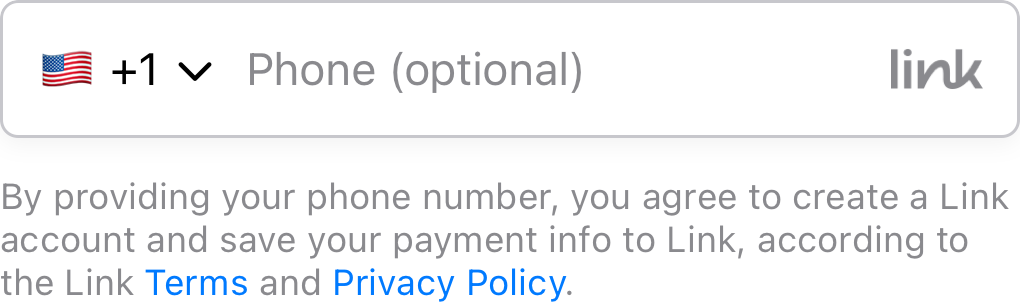 +1 Phone (optional) link
By providing your phone number, you agree to create a Link
account and save your payment info to Link, according to
the Link Terms and Privacy Policy.